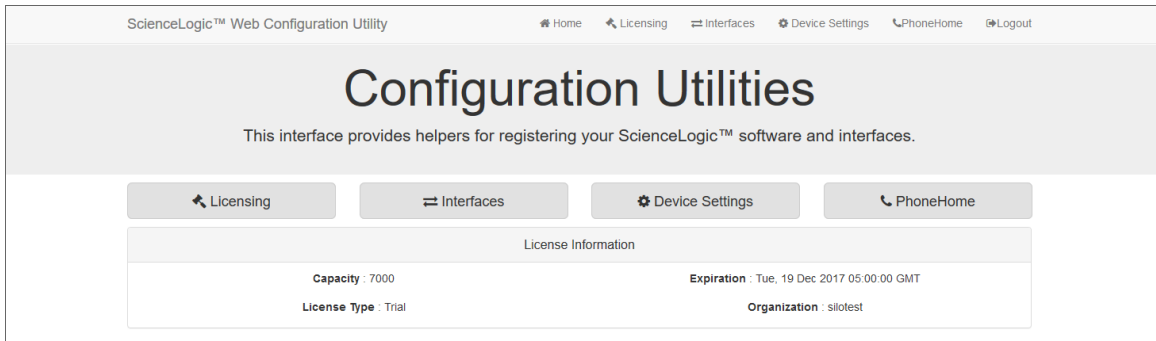 ScienceLogic™ Web Configuration Utility Home Licensing Interfaces Device Settings PhoneHome Logout
Configuration Utilities
This interface provides helpers for registering your ScienceLogic™ software and interfaces.
Licensing Interfaces Device Settings PhoneHome
License Information
Capacity : 7000 Expiration : Tue, 19 Dec 2017 05:00:00 GMT
License Type : Trial Organization : silotest